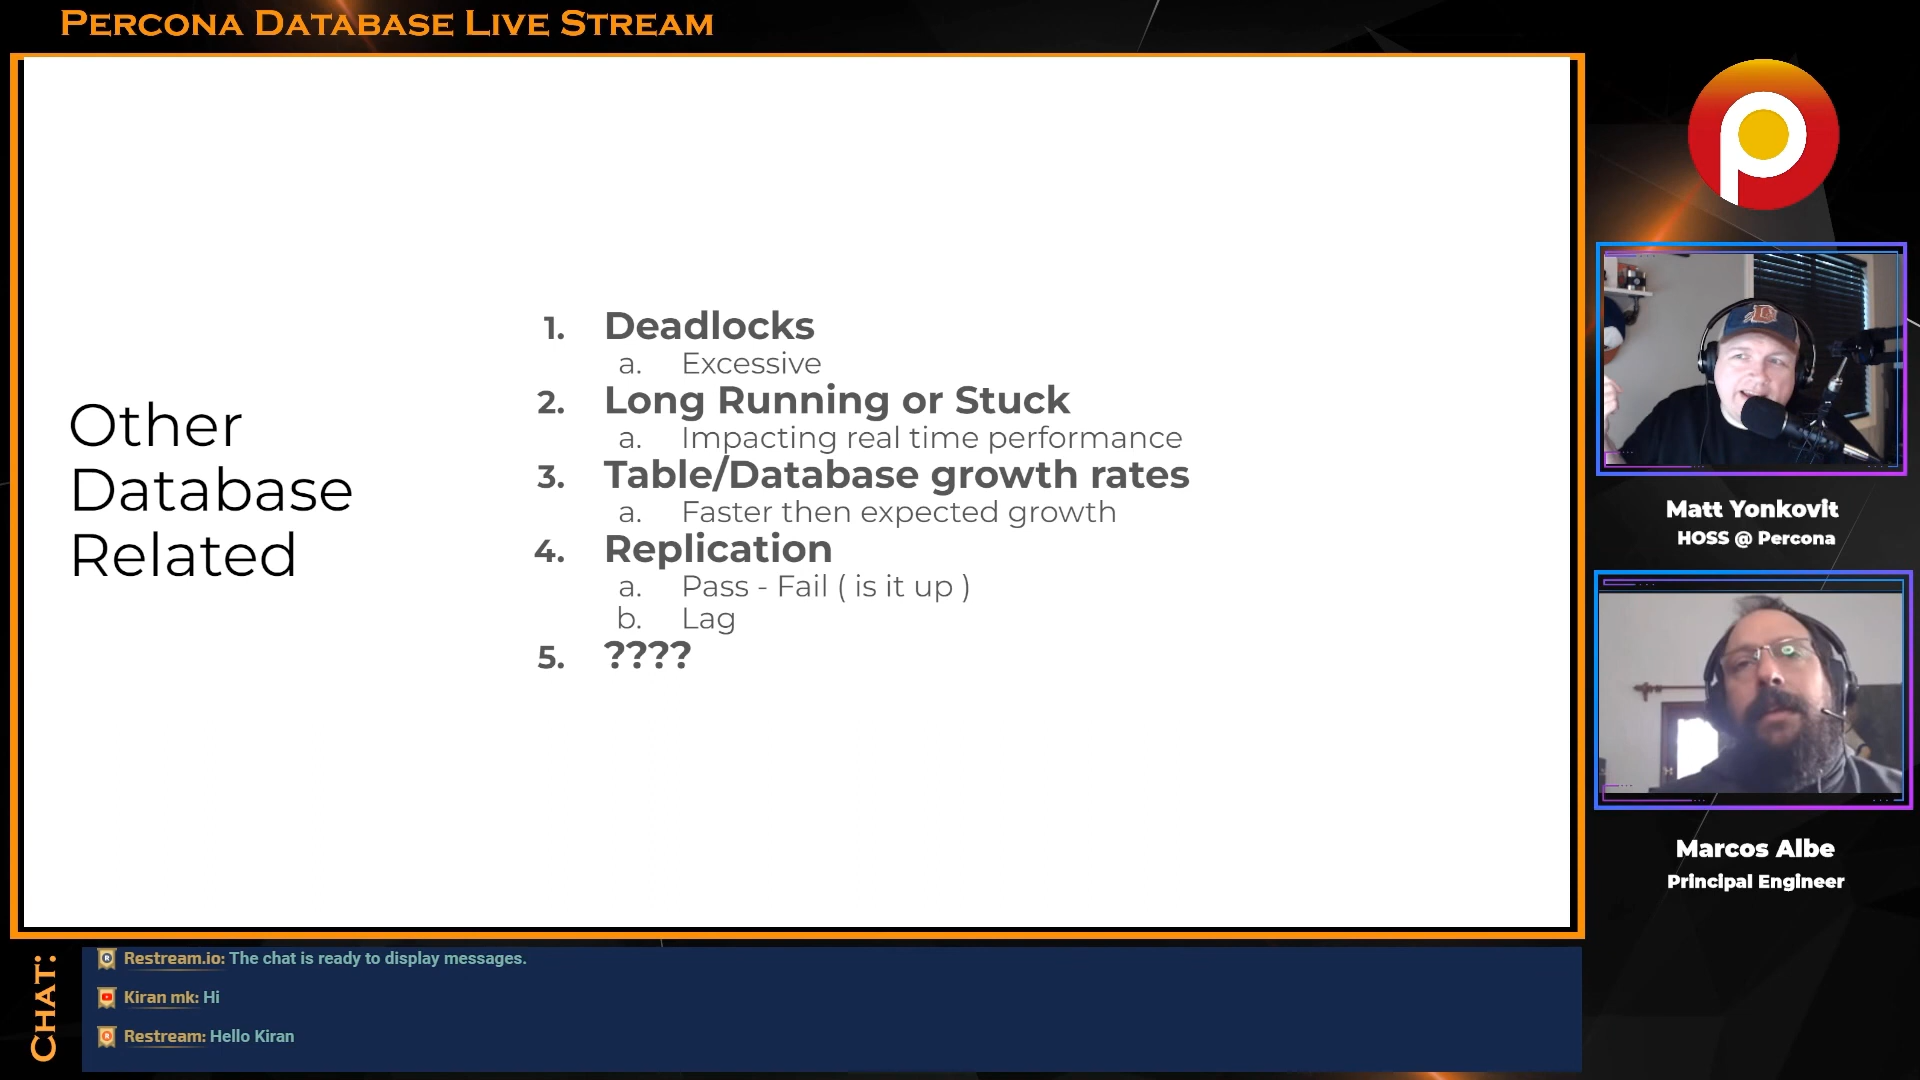 Percona Database Live Stream
Other
Database
Related
1. Deadlocks
a. Excessive
2. Long Running or Stuck
a. Impacting real time performance
3. Table/Database growth rates
a. Faster then expected growth
4. Replication
a. Pass - Fail ( is it up )
b. Lag
5. ????
Matt Yonkovit
HOSS @ Percona
Marcos Albe
Principal Engineer
Chat:
Restream.io: The chat is ready to display messages.
Kiran mk: Hi
Restream: Hello Kiran